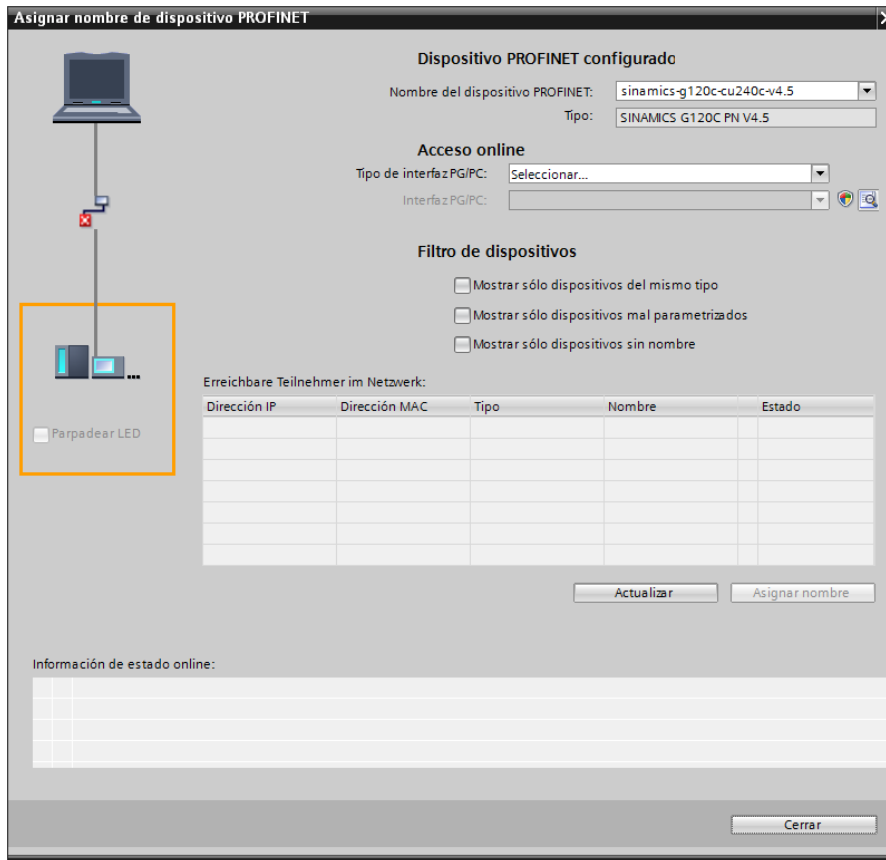 Asignar nombre de dispositivo PROFINET
Dispositivo PROFINET configurado
Nombre del dispositivo PROFINET: sinamics-g120c-cu240c-v4.5
Tipo: SINAMICS G120C PN V4.5
Acceso online
Tipo de interfaz PG/PC: Seleccionar...
Interfaz PG/PC:
Filtro de dispositivos
Mostrar sólo dispositivos del mismo tipo
Mostrar sólo dispositivos mal parametrizados
Mostrar sólo dispositivos sin nombre
Parpadear LED
Erreichbare Teilnehmer im Netzwerk:
Dirección IP Dirección MAC Tipo Nombre Estado
Actualizar Asignar nombre
Información de estado online:
Cerrar